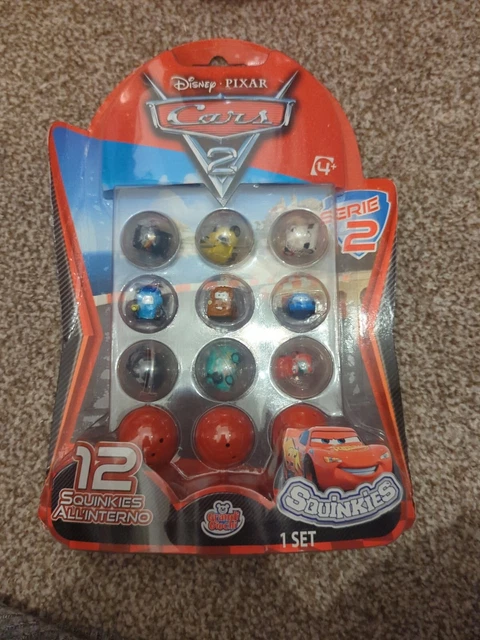 Disney · PIXAR
Cars
2
4+
SERIE
2
12
SQUINKIES
ALL'INTERNO
SQUINKIES
1 SET